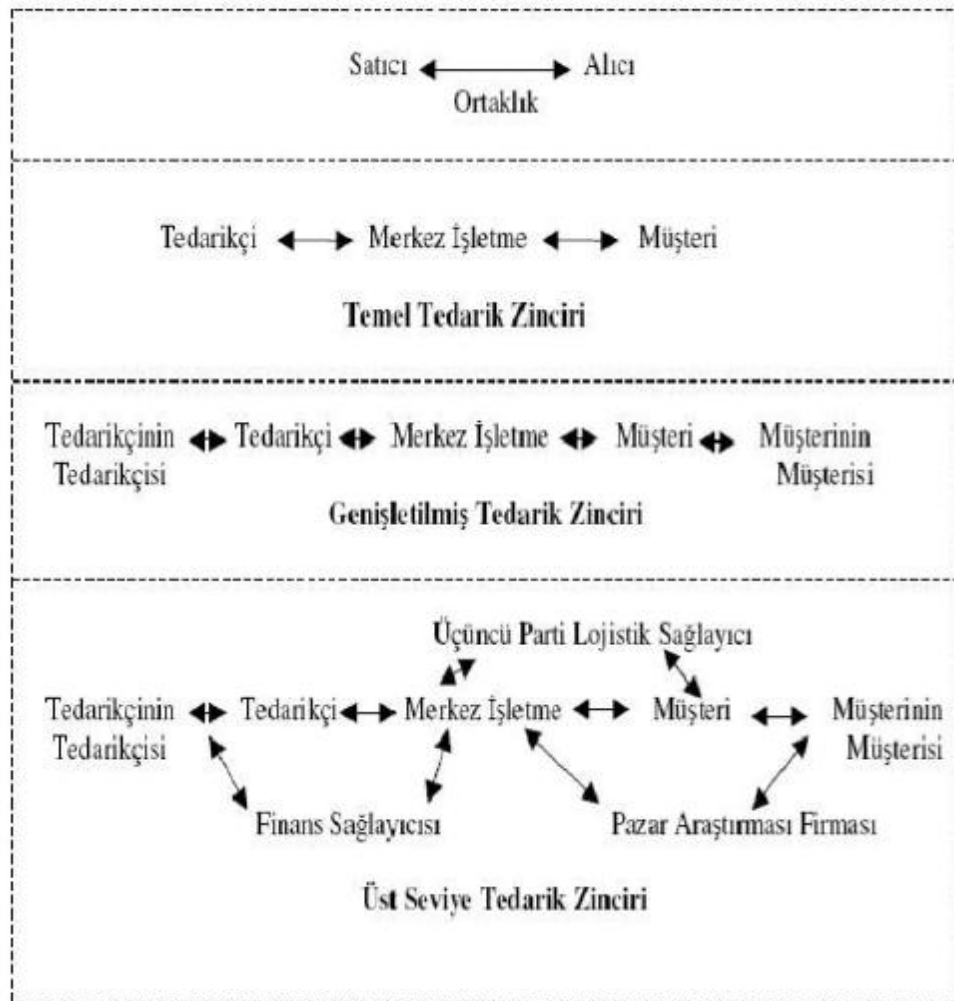 Satıcı Alıcı
Ortaklık
Tedarikçi Merkez İşletme Müşteri
Temel Tedarik Zinciri
Tedarikçinin Tedarikçi Merkez İşletme Müşteri Müşterinin
Tedarikçisi Müşterisi
Genişletilmiş Tedarik Zinciri
Üçüncü Parti Lojistik Sağlayıcı
Tedarikçinin Tedarikçi Merkez İşletme Müşteri Müşterinin
Tedarikçisi Müşterisi
Finans Sağlayıcısı Pazar Araştırması Firması
Üst Seviye Tedarik Zinciri